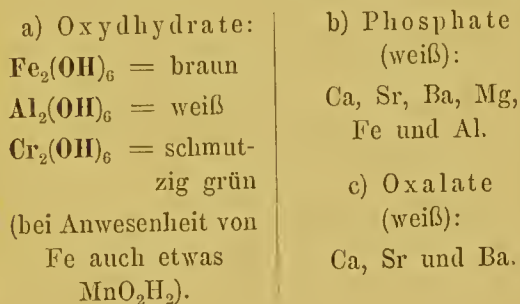 a) Oxydhydrate:
Fe₂(OH)₆ = braun
Al₂(OH)₆ = weiß
Cr₂(OH)₆ = schmut-
zig grün
(bei Anwesenheit von
Fe auch etwas
MnO₂H₂).
b) Phosphate
(weiß):
Ca, Sr, Ba, Mg,
Fe und Al.
c) Oxalate
(weiß):
Ca, Sr und Ba.